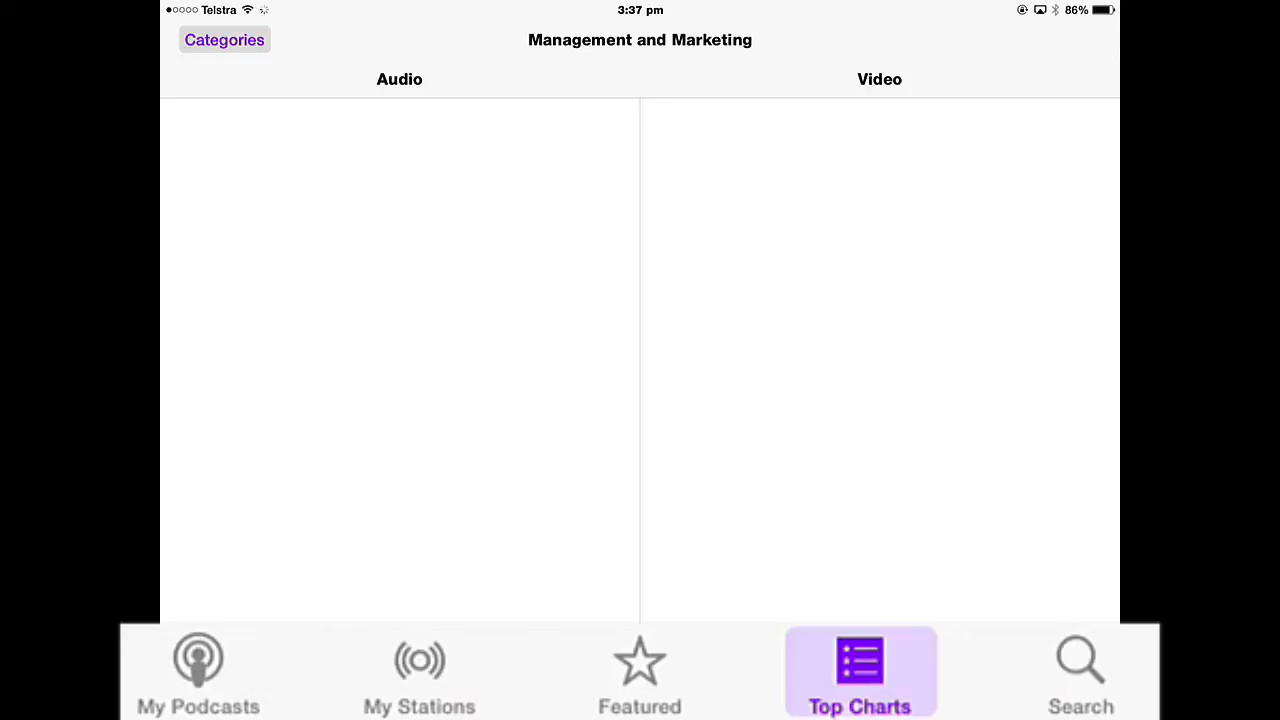 Telstra 3:37 pm 86%
Categories Management and Marketing
Audio Video
My Podcasts My Stations Featured Top Charts Search